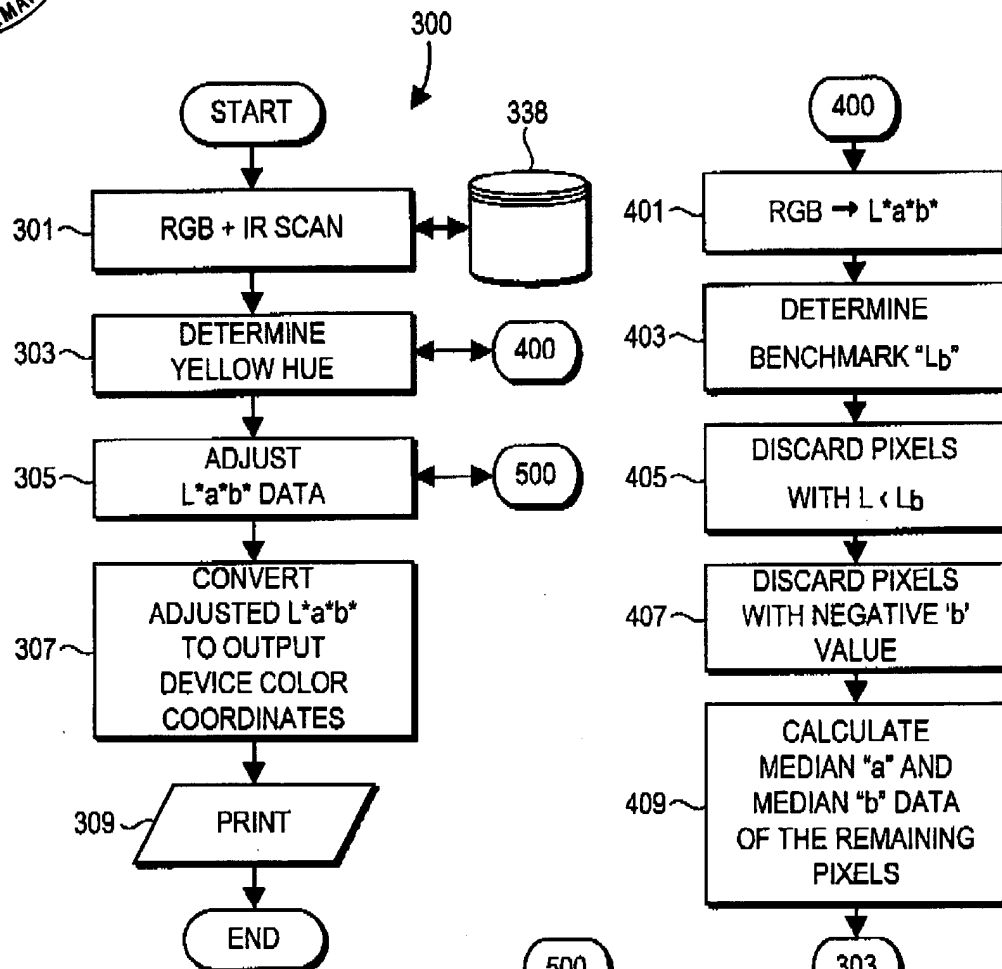 300
START
338
301
RGB + IR SCAN
303
DETERMINE
YELLOW HUE
400
305
ADJUST
L*a*b* DATA
500
307
CONVERT
ADJUSTED L*a*b*
TO OUTPUT
DEVICE COLOR
COORDINATES
309
PRINT
END
400
401
RGB → L*a*b*
403
DETERMINE
BENCHMARK "Lb"
405
DISCARD PIXELS
WITH L < Lb
407
DISCARD PIXELS
WITH NEGATIVE 'b'
VALUE
409
CALCULATE
MEDIAN "a" AND
MEDIAN "b" DATA
OF THE REMAINING
PIXELS
500
303